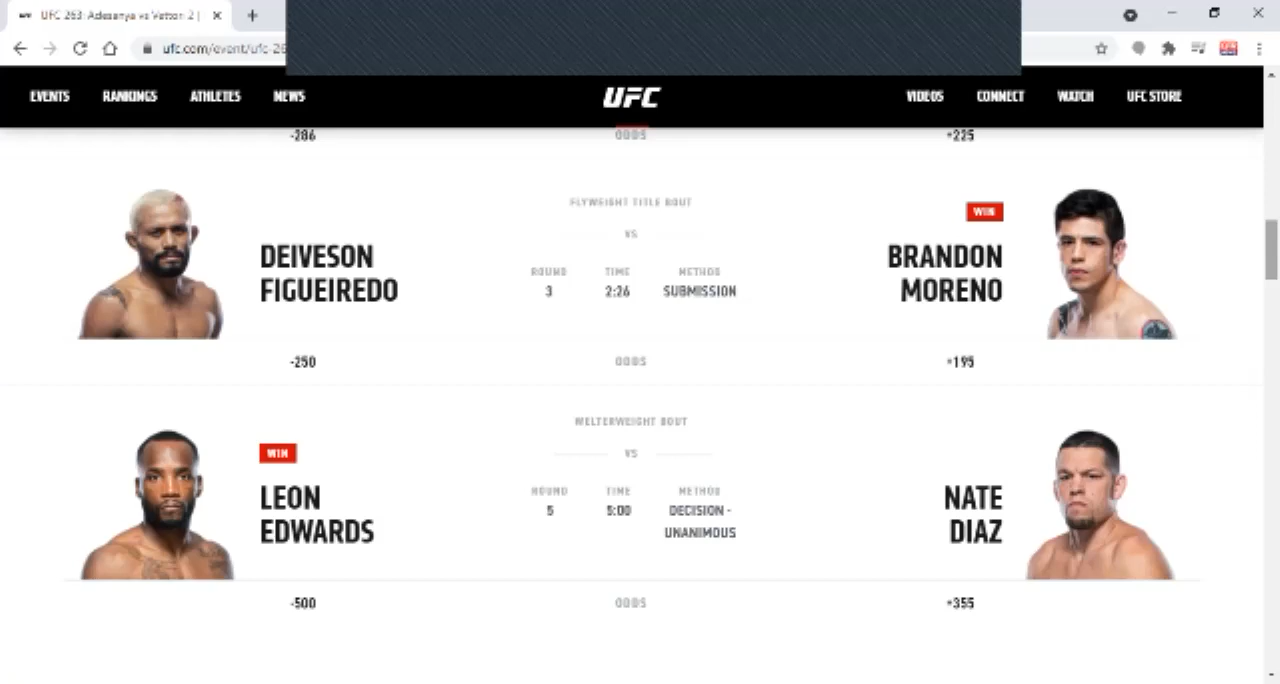 UFC 263: Adesanya vs Vettori 2 |
ufc.com/event/ufc-26
EVENTS RANKINGS ATHLETES NEWS UFC VIDEOS CONNECT WATCH UFC STORE
-286 ODDS +225
FLYWEIGHT TITLE BOUT
WIN
VS
DEIVESON BRANDON
FIGUEIREDO MORENO
ROUND TIME METHOD
3 2:26 SUBMISSION
-250 ODDS +195
WELTERWEIGHT BOUT
WIN VS
LEON NATE
EDWARDS DIAZ
ROUND TIME METHOD
5 5:00 DECISION -
UNANIMOUS
-500 ODDS +355